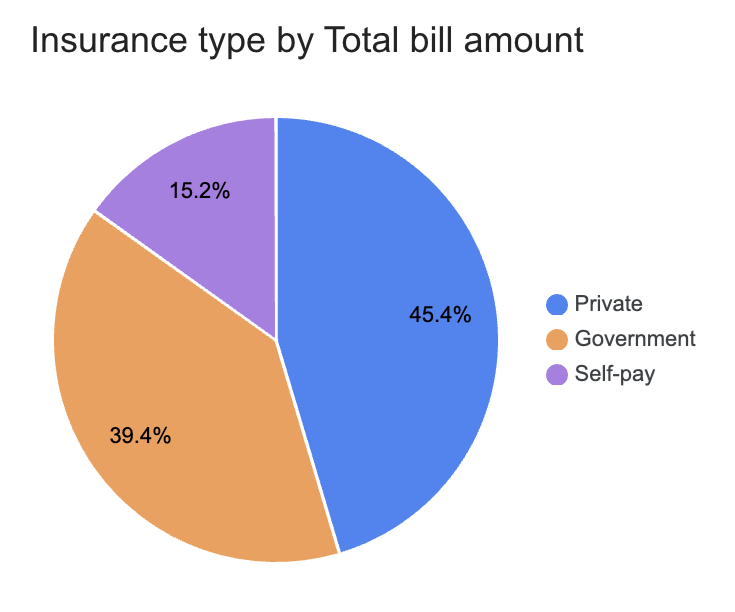 Insurance type by Total bill amount
15.2%
45.4%
39.4%
Private
Government
Self-pay